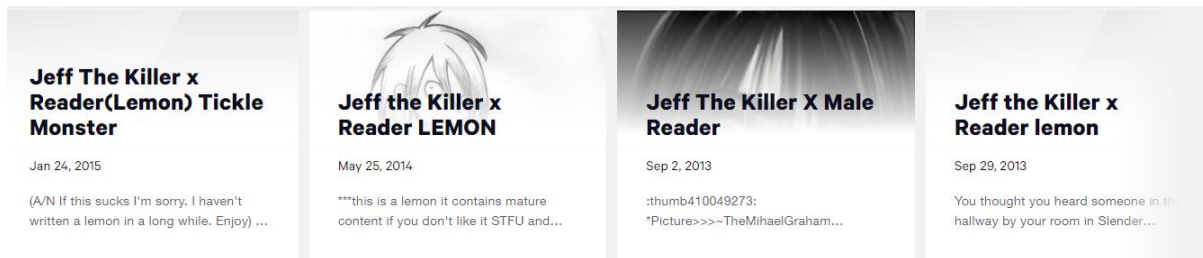 Jeff The Killer x
Reader(Lemon) Tickle
Monster
Jan 24, 2015
(A/N If this sucks I'm sorry. I haven't
written a lemon in a long while. Enjoy) ...
Jeff the Killer x
Reader LEMON
May 25, 2014
***this is a lemon it contains mature
content if you don't like it STFU and...
Jeff The Killer X Male
Reader
Sep 2, 2013
:thumb410049273:
*Picture>>>~TheMihaelGraham...
Jeff the Killer x
Reader lemon
Sep 29, 2013
You thought you heard someone in the
hallway by your room in Slender...